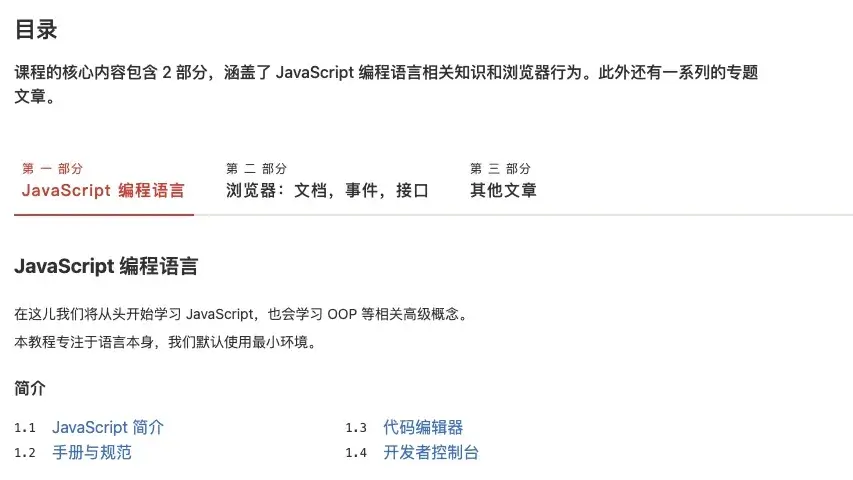 目录
课程的核心内容包含 2 部分，涵盖了 JavaScript 编程语言相关知识和浏览器行为。此外还有一系列的专题
文章。
第 一 部分
JavaScript 编程语言
第 二 部分
浏览器：文档，事件，接口
第 三 部分
其他文章
JavaScript 编程语言
在这儿我们将从头开始学习 JavaScript，也会学习 OOP 等相关高级概念。
本教程专注于语言本身，我们默认使用最小环境。
简介
1.1 JavaScript 简介
1.2 手册与规范
1.3 代码编辑器
1.4 开发者控制台